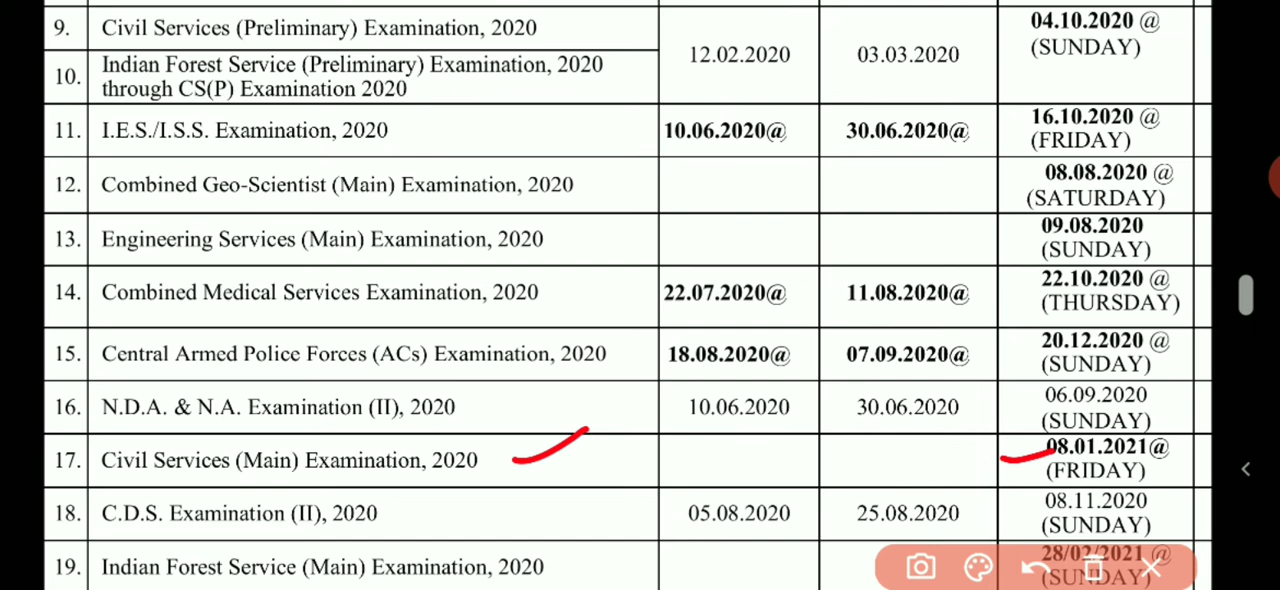 9. Civil Services (Preliminary) Examination, 2020 12.02.2020 03.03.2020 04.10.2020 @
(SUNDAY)
10. Indian Forest Service (Preliminary) Examination, 2020
through CS(P) Examination 2020
11. I.E.S./I.S.S. Examination, 2020 10.06.2020@ 30.06.2020@ 16.10.2020 @
(FRIDAY)
12. Combined Geo-Scientist (Main) Examination, 2020 08.08.2020 @
(SATURDAY)
13. Engineering Services (Main) Examination, 2020 09.08.2020
(SUNDAY)
14. Combined Medical Services Examination, 2020 22.07.2020@ 11.08.2020@ 22.10.2020 @
(THURSDAY)
15. Central Armed Police Forces (ACs) Examination, 2020 18.08.2020@ 07.09.2020@ 20.12.2020 @
(SUNDAY)
16. N.D.A. & N.A. Examination (II), 2020 10.06.2020 30.06.2020 06.09.2020
(SUNDAY)
17. Civil Services (Main) Examination, 2020 08.01.2021@
(FRIDAY)
18. C.D.S. Examination (II), 2020 05.08.2020 25.08.2020 08.11.2020
(SUNDAY)
19. Indian Forest Service (Main) Examination, 2020 28/02/2021 @
(SUNDAY)